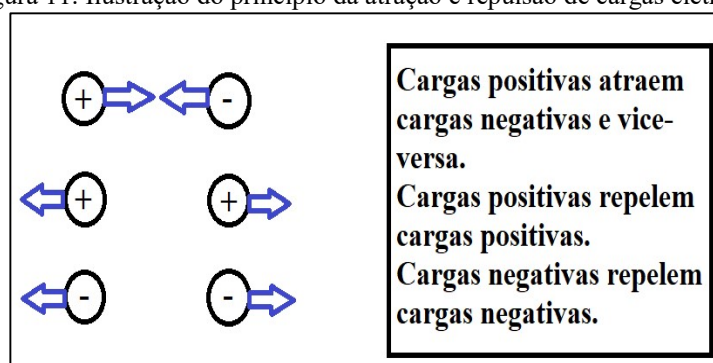 11. Ilustração do princípio da atração e repulsão de cargas
+ -
+ +
- -
Cargas positivas atraem
cargas negativas e vice-
versa.
Cargas positivas repelem
cargas positivas.
Cargas negativas repelem
cargas negativas.